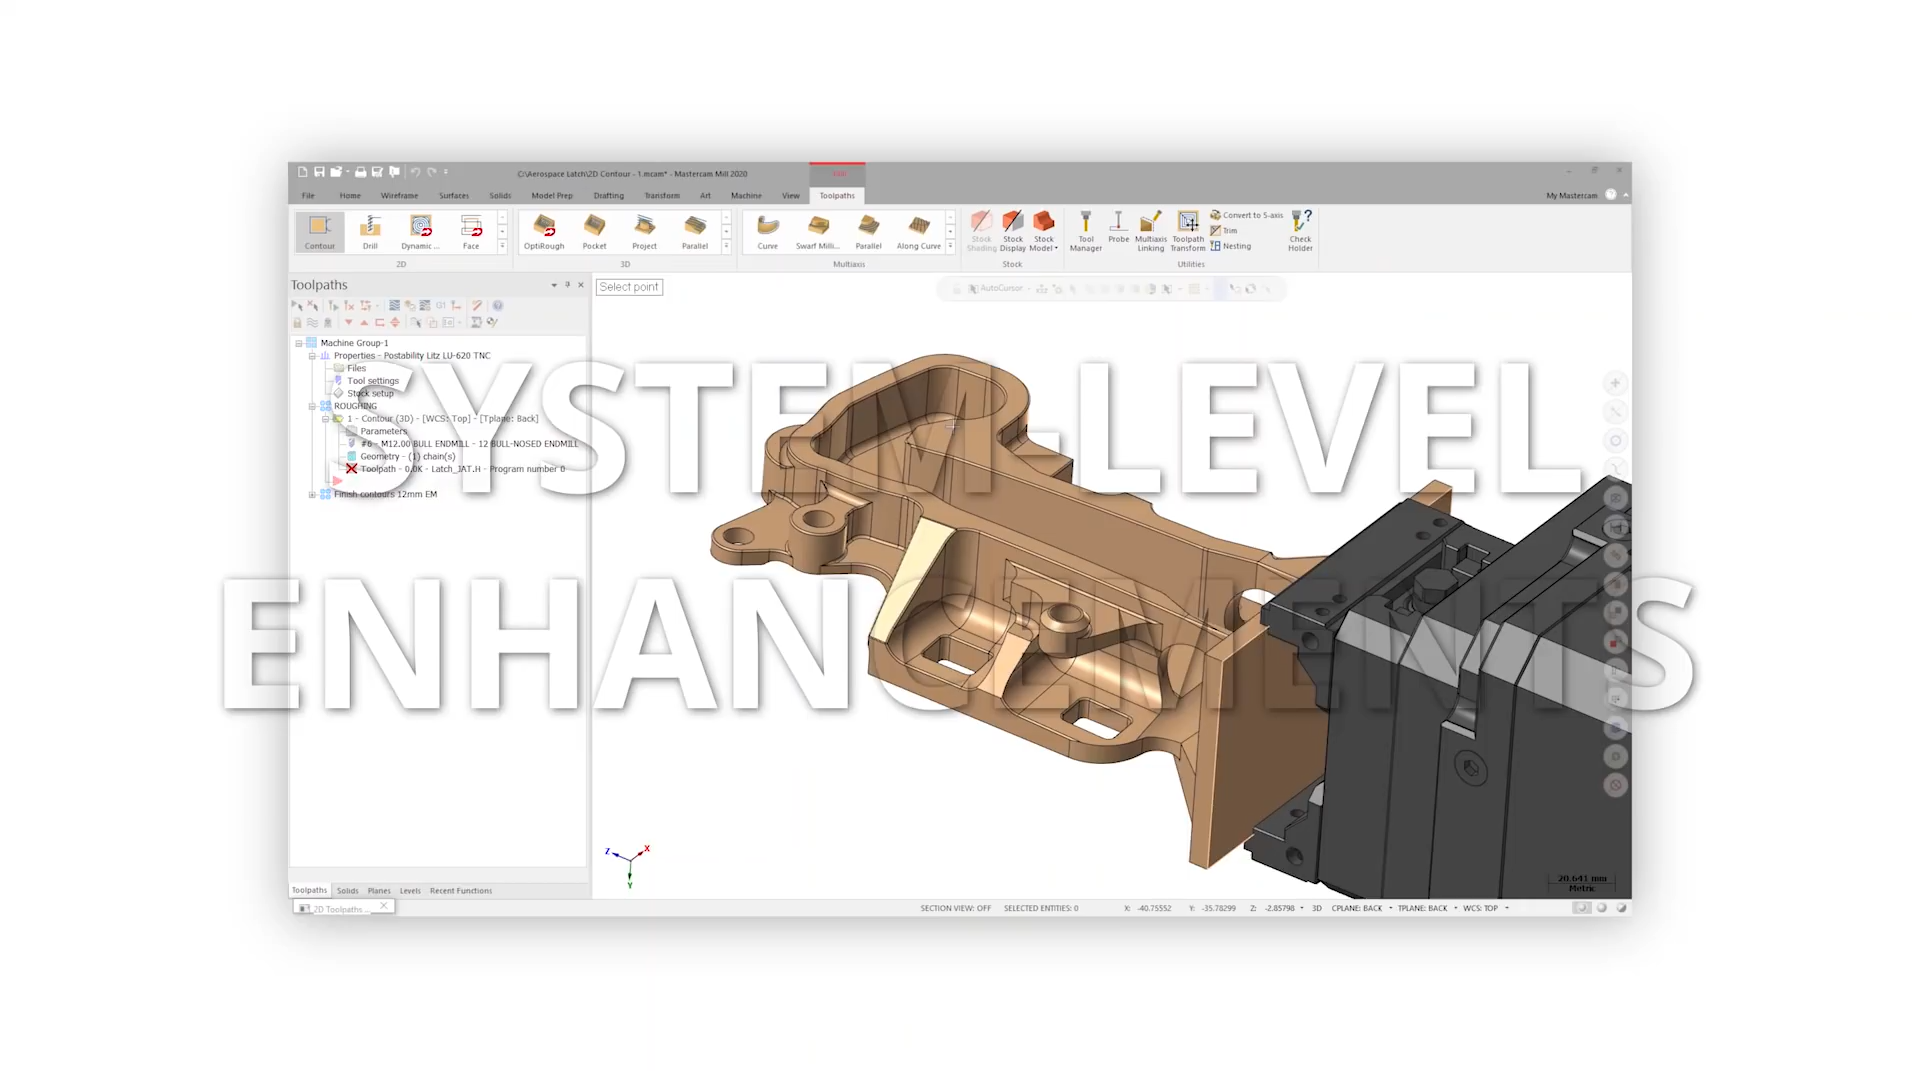 C:\Aerospace Latch\2D Contour - 1.mcam* - Mastercam Mill 2020
File Home Wireframe Surfaces Solids Model Prep Drafting Transform Art Machine View Toolpaths My Mastercam
Contour Drill Dynamic ... Face
OptiRough Pocket Project Parallel
Curve Swarf Milli... Parallel Along Curve
Stock Shading Stock Display Stock Model
Tool Manager Probe Multiaxis Linking Toolpath Transform
Convert to 5-axis
Trim
Nesting
Check Holder
2D 3D Multiaxis Stock Utilities
Toolpaths
Select point
AutoCursor
Machine Group-1
Properties - Postability Litz LU-620 TNC
Files
Tool settings
Stock setup
ROUGHING
1 - Contour (3D) - [WCS: Top] - [Tplane: Back]
Parameters
#6 - M12.00 BULL ENDMILL - 12 BULL-NOSED ENDMILL
Geometry - (1) chain(s)
Toolpath - 0.0K - Latch_JAT.H - Program number 0
Finish contours 12mm EM
SYSTEM-LEVEL
ENHANCEMENTS
Z X
Y
20.641 mm
Metric
Toolpaths Solids Planes Levels Recent Functions
2D Toolpaths ...
SECTION VIEW: OFF SELECTED ENTITIES: 0 X: -40.75552 Y: -35.78299 Z: -2.85798 3D CPLANE: BACK TPLANE: BACK WCS: TOP